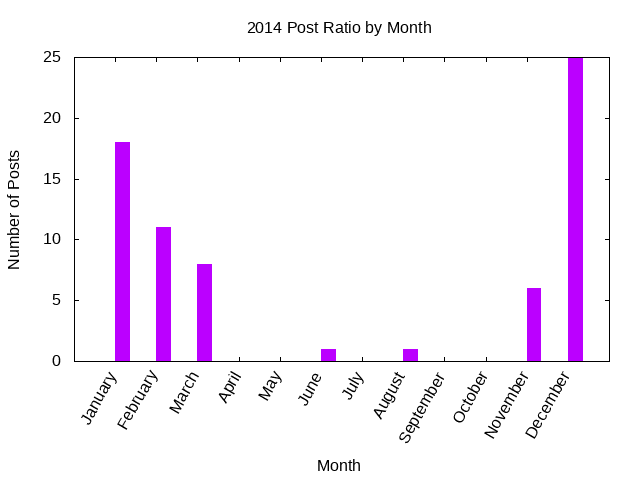 2014 Post Ratio by Month
25
20
15
10
5
0
Number of Posts
January
February
March
April
May
June
July
August
September
October
November
December
Month